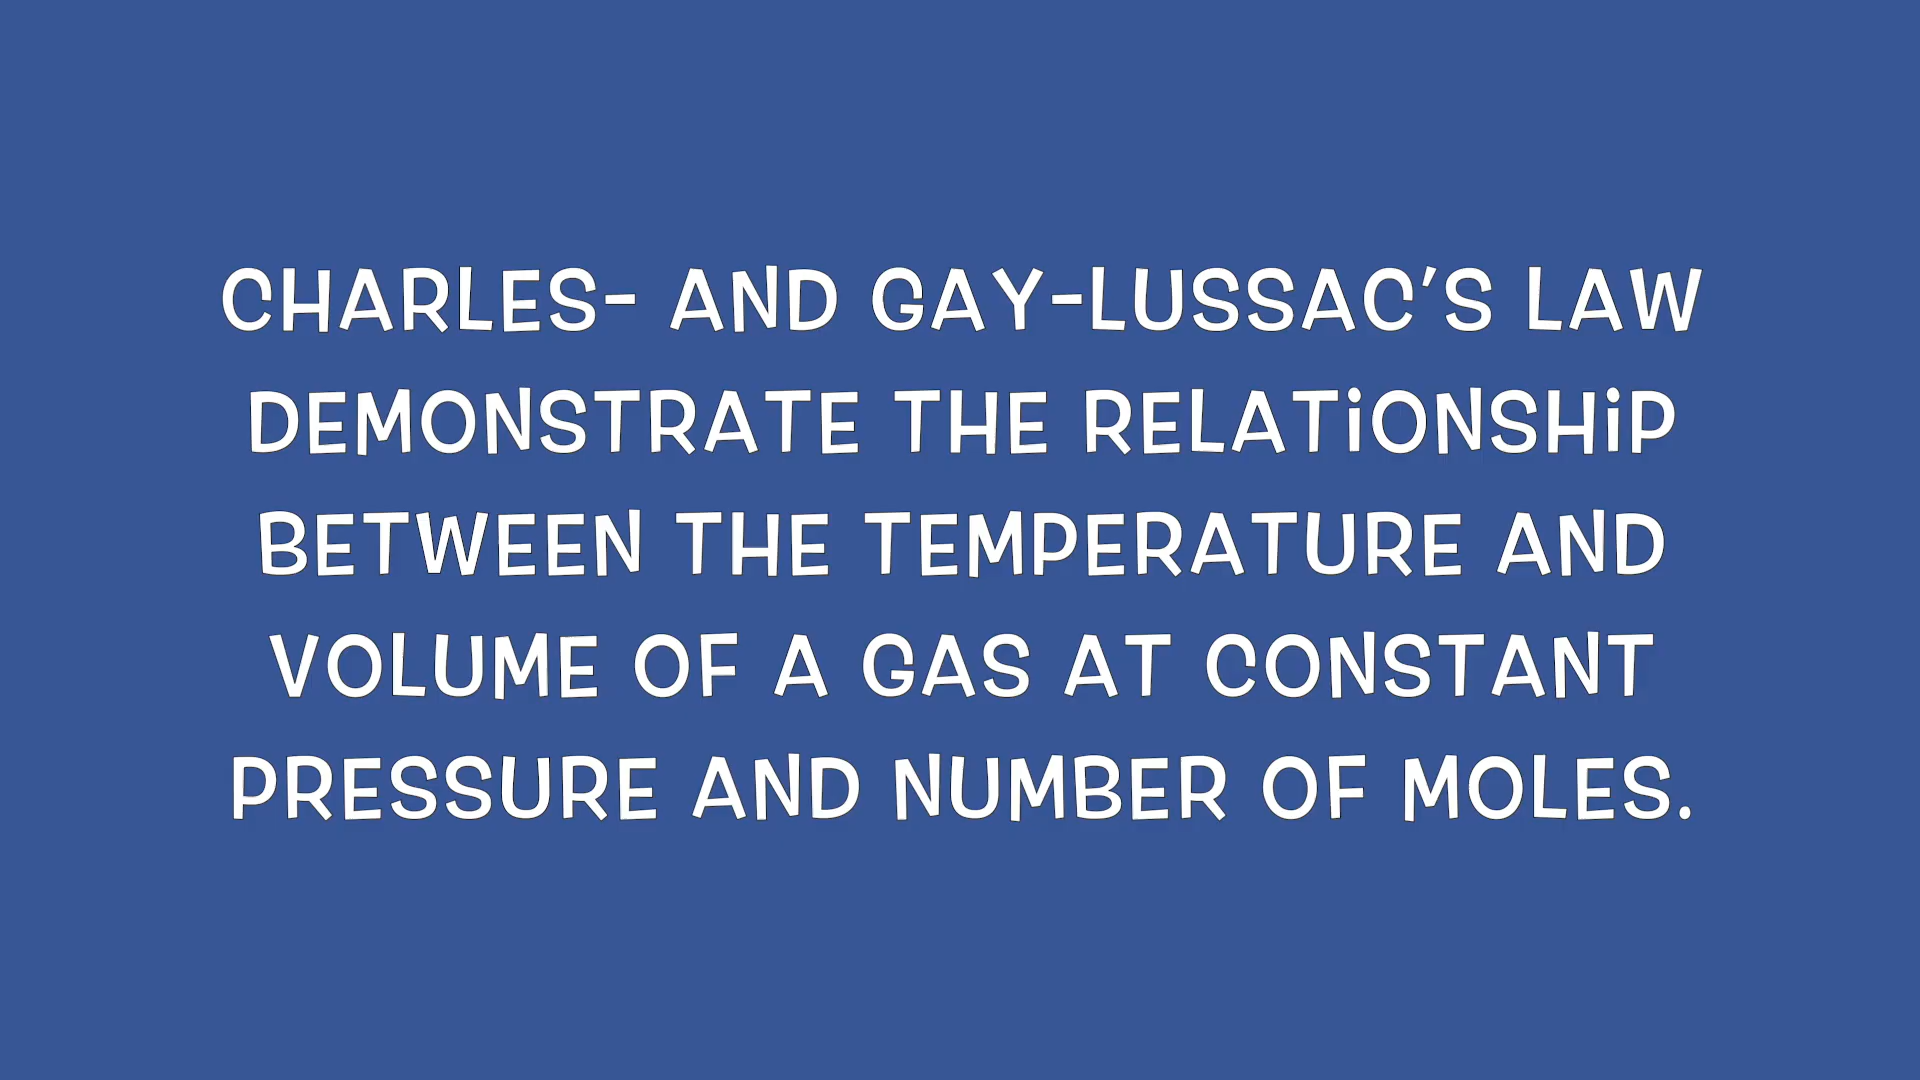 CHARLES- AND GAY-LUSSAC'S LAW
DEMONSTRATE THE RELATiONSHiP
BETWEEN THE TEMPERATURE AND
VOLUME OF A GAS AT CONSTANT
PRESSURE AND NUMBER OF MOLES.